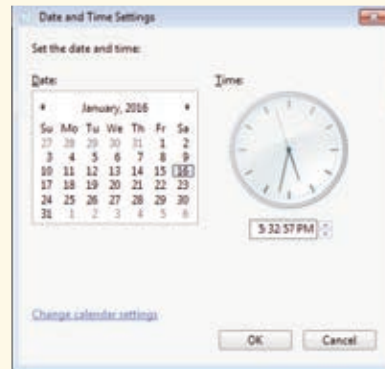 Date and Time Settings
Set the date and time:
Date:
Time:
January, 2016
Su Mo Tu We Th Fr Sa
27 28 29 30 31 1 2
3 4 5 6 7 8 9
10 11 12 13 14 15 16
17 18 19 20 21 22 23
24 25 26 27 28 29 30
31 1 2 3 4 5 6
5:32:57 PM
Change calendar settings
OK Cancel